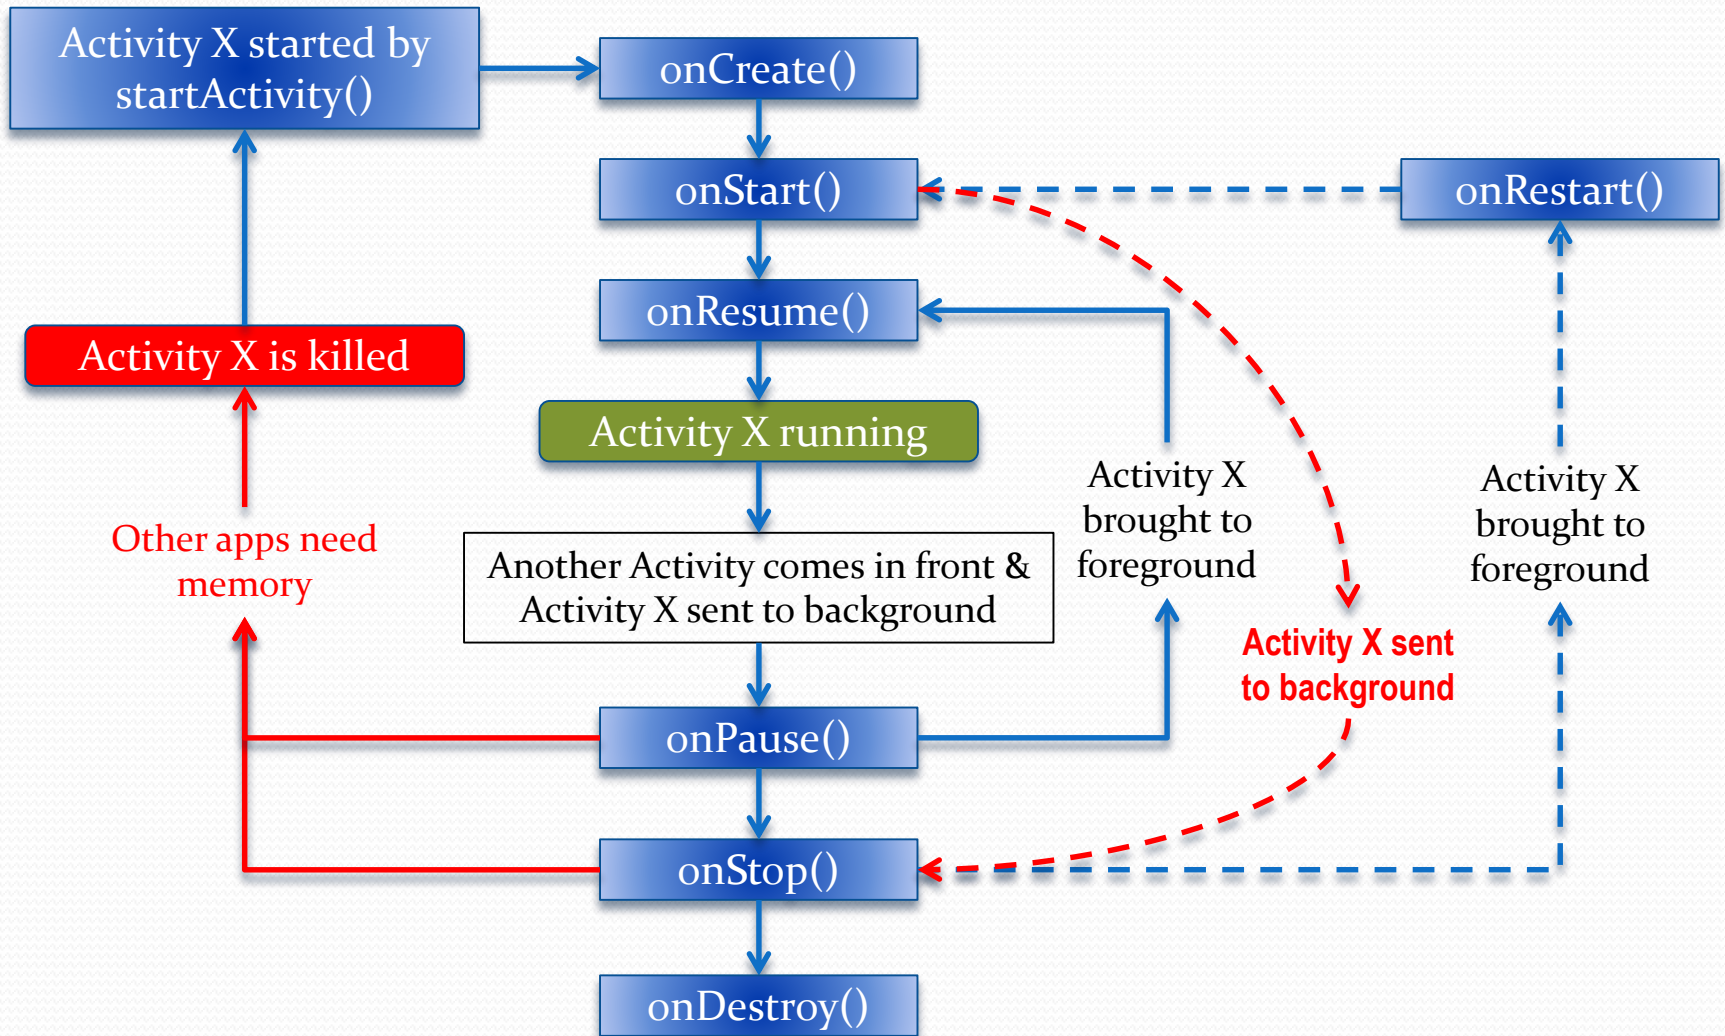 Activity X started by
startActivity()
onCreate()
onStart()
onRestart()
onResume()
Activity X is killed
Activity X running
Activity X
brought to
foreground
Activity X
brought to
foreground
Other apps need
memory
Another Activity comes in front &
Activity X sent to background
Activity X sent
to background
onPause()
onStop()
onDestroy()